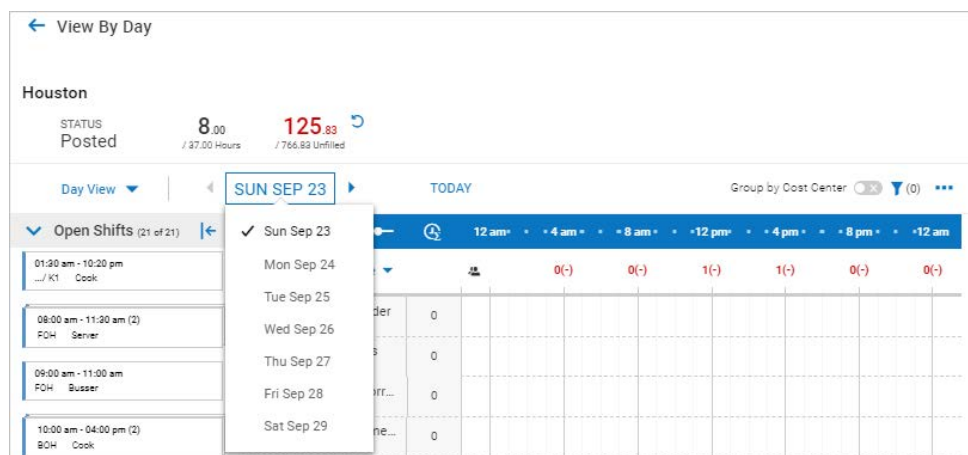 View By Day
Houston
STATUS
Posted
8.00
/ 37.00 Hours
125.83
/ 766.83 Unfilled
Day View
SUN SEP 23
TODAY
Group by Cost Center
(0)
Open Shifts (21 of 21)
12 am
4 am
8 am
12 pm
4 pm
8 pm
12 am
0(-)
0(-)
1(-)
1(-)
0(-)
0(-)
Sun Sep 23
Mon Sep 24
Tue Sep 25
Wed Sep 26
Thu Sep 27
Fri Sep 28
Sat Sep 29
01:30 am - 10:20 pm
.../ K1 Cook
08:00 am - 11:30 am (2)
FOH Server
09:00 am - 11:00 am
FOH Busser
10:00 am - 04:00 pm (2)
BOH Cook
der
0
s
0
orr...
0
ne...
0